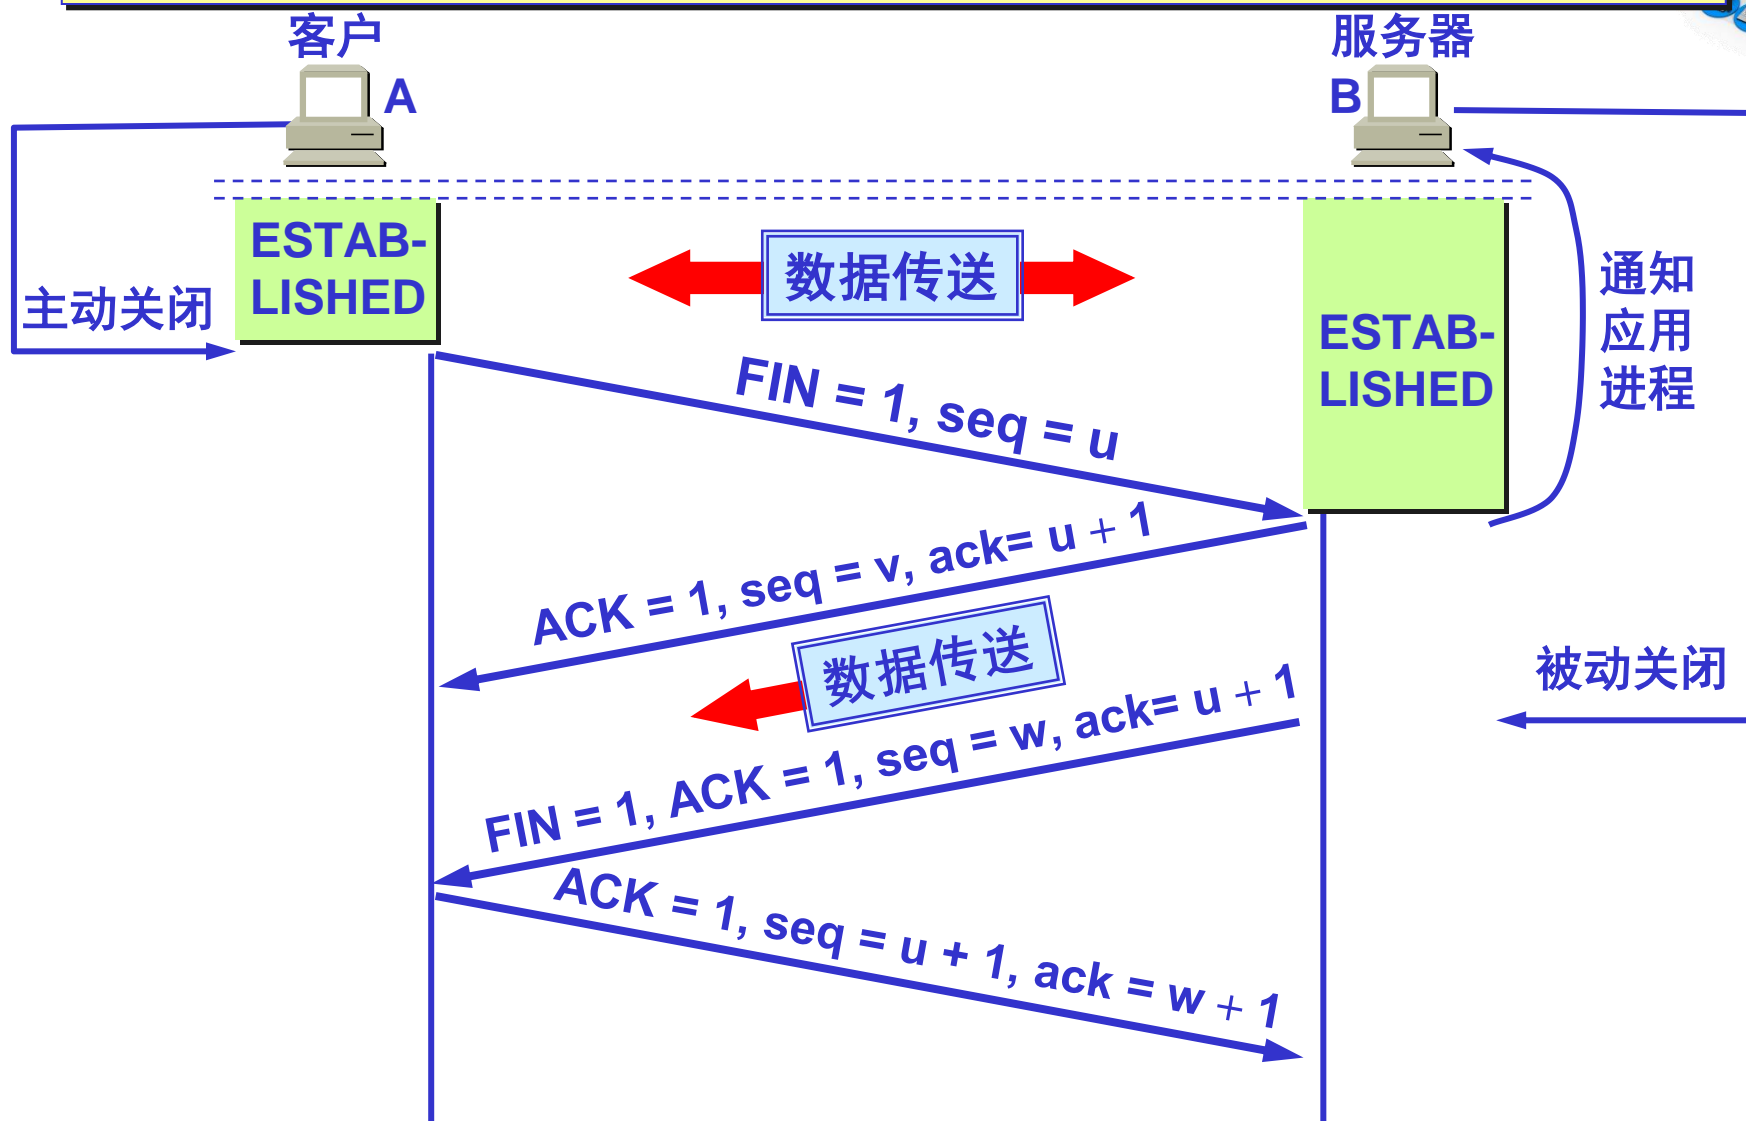 客户
服务器
A
B
ESTAB-
LISHED
数据传送
主动关闭
ESTAB-
LISHED
通知
应用
进程
FIN = 1, seq = u
ACK = 1, seq = v, ack= u + 1
数据传送
被动关闭
FIN = 1, ACK = 1, seq = w, ack= u + 1
ACK = 1, seq = u + 1, ack = w + 1